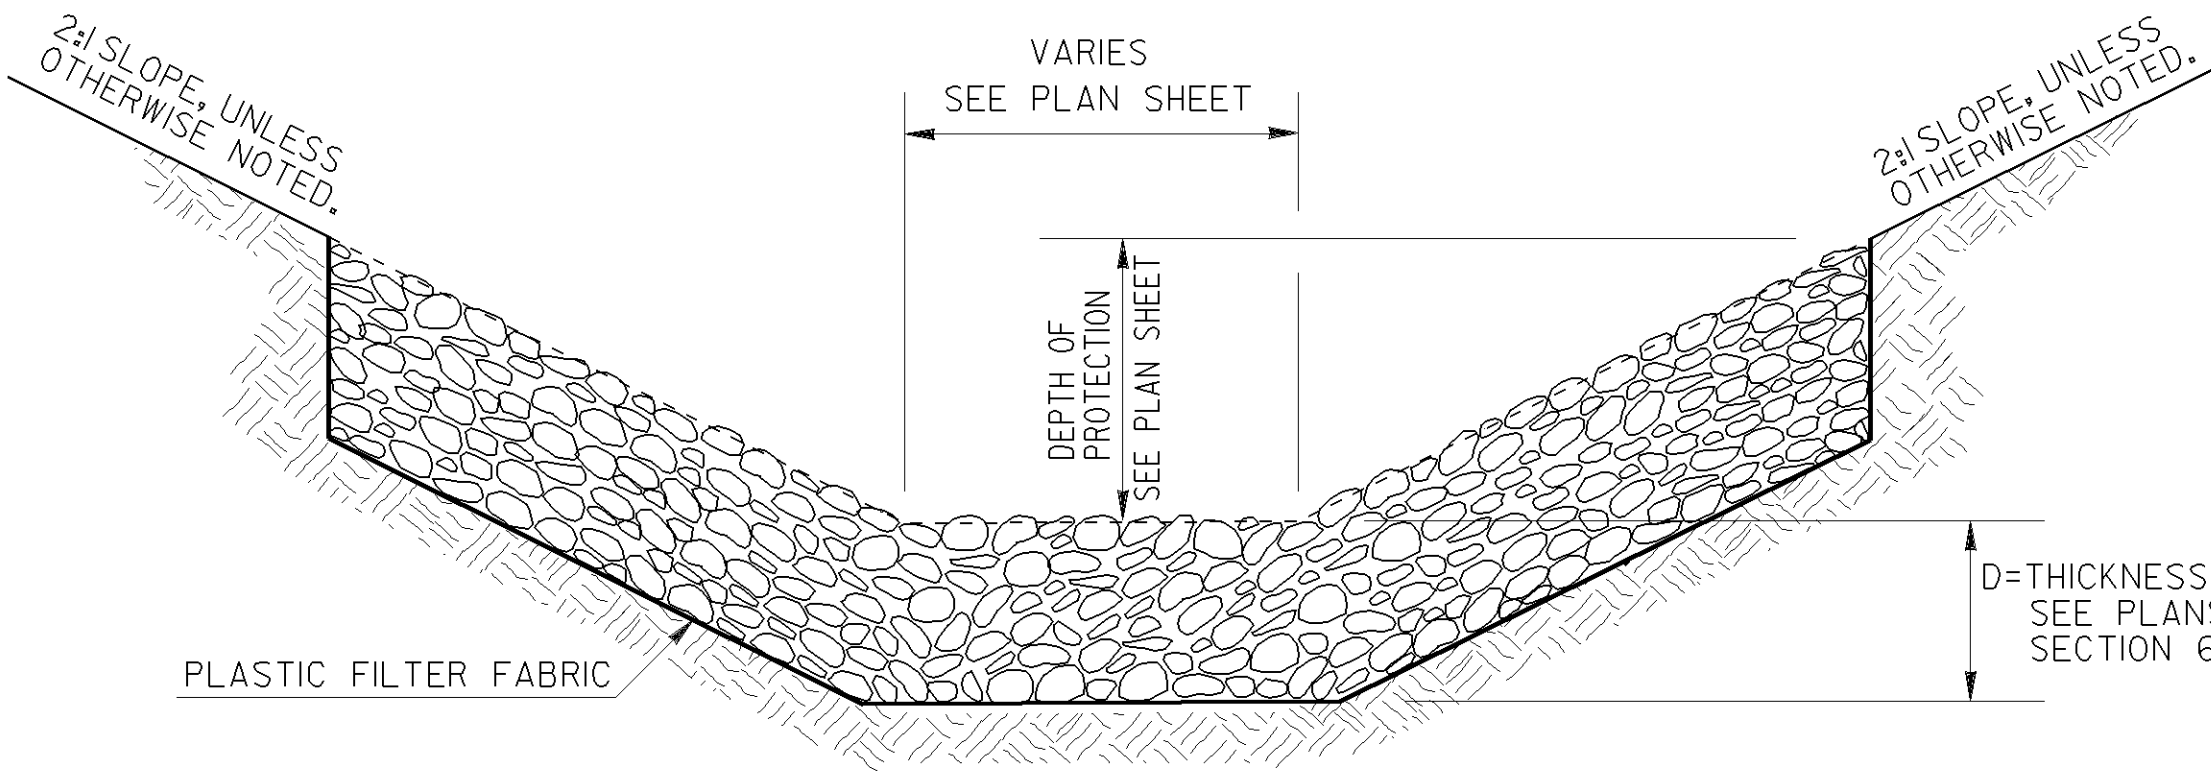 2:1 SLOPE, UNLESS
OTHERWISE NOTED.
VARIES
SEE PLAN SHEET
2:1 SLOPE, UNLESS
OTHERWISE NOTED.
DEPTH OF
PROTECTION
SEE PLAN SHEET
D=THICKNESS
SEE PLANS
SECTION 6
PLASTIC FILTER FABRIC